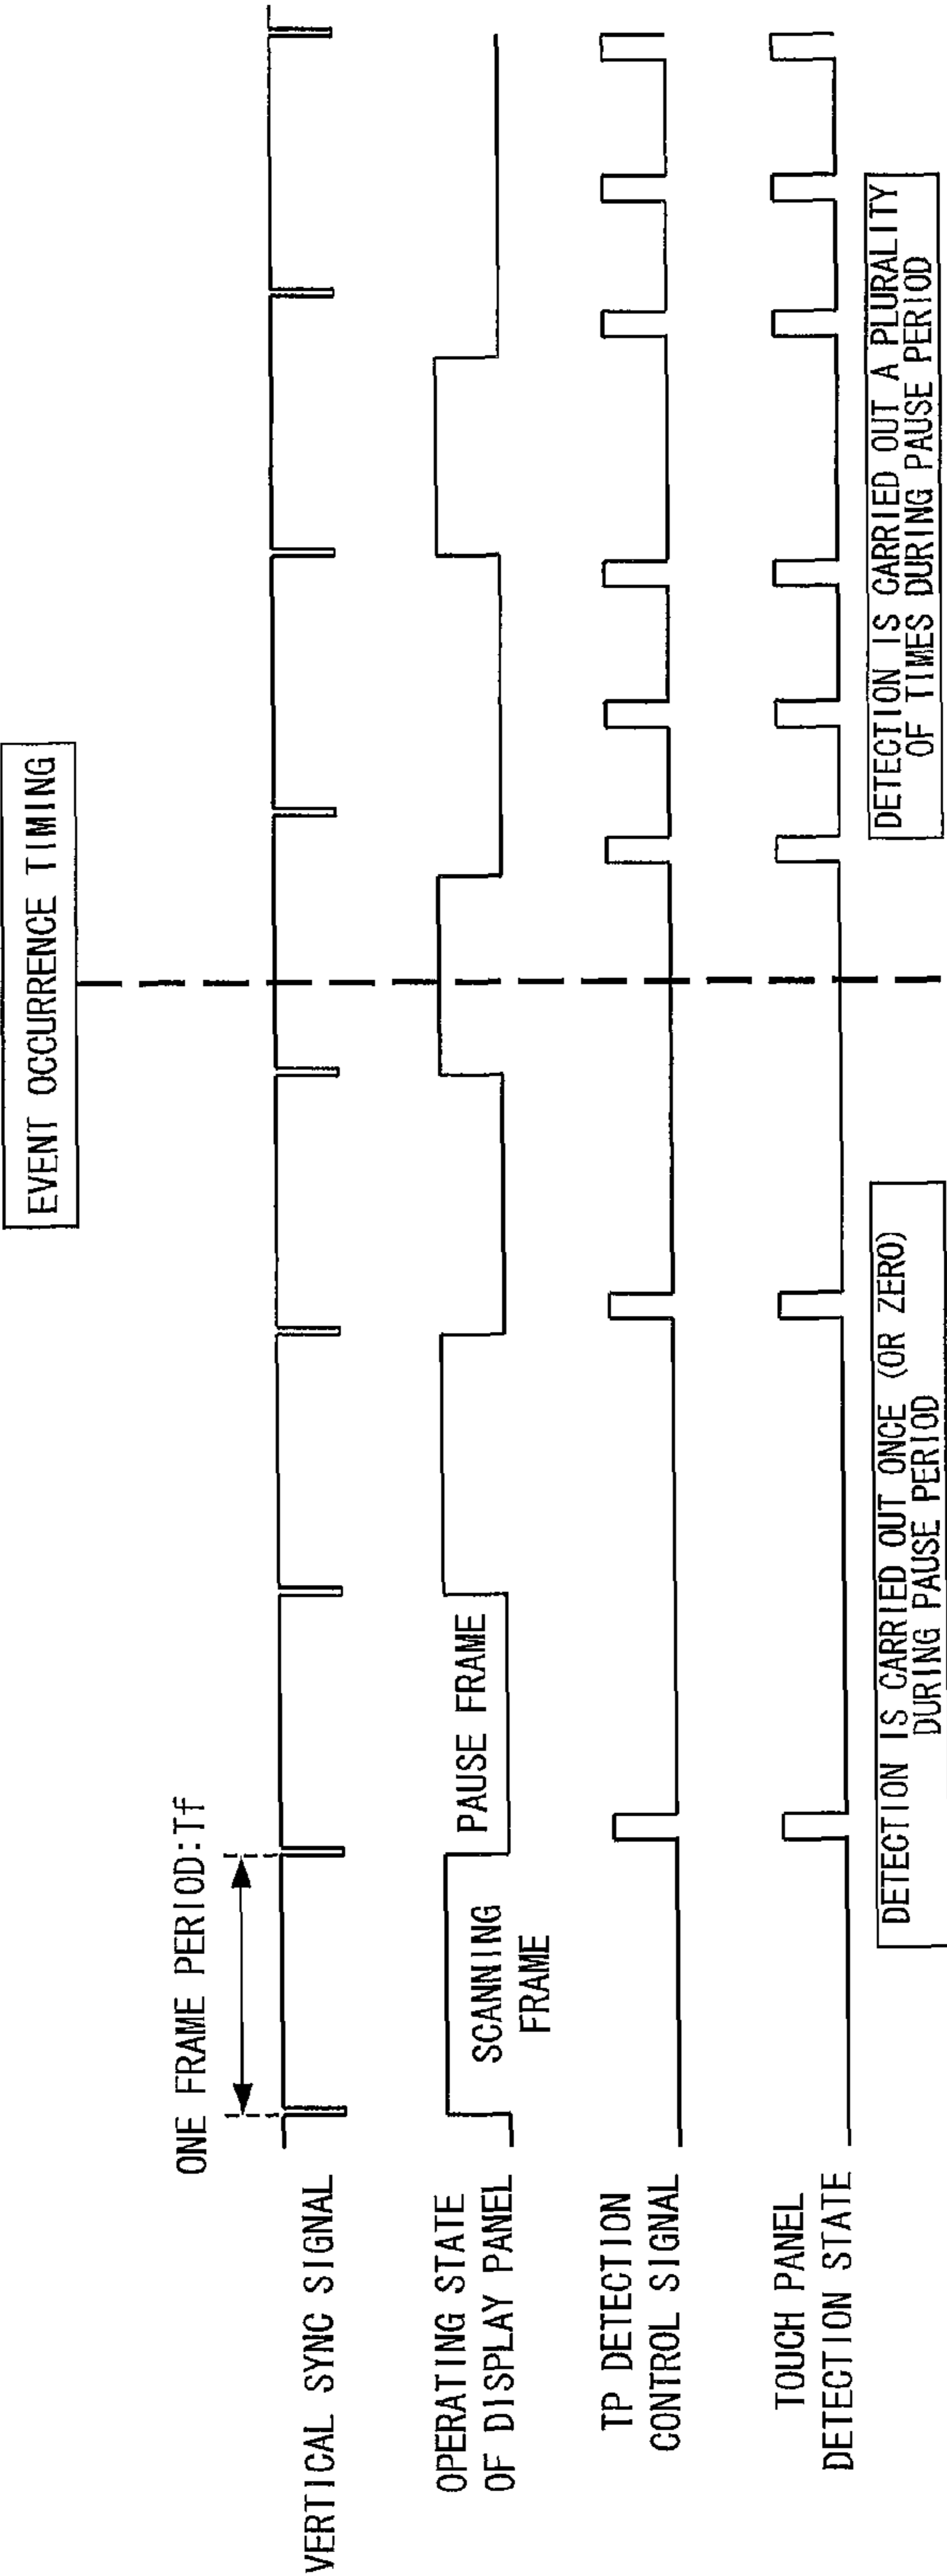 EVENT OCCURRENCE TIMING
ONE FRAME PERIOD:Tf
VERTICAL SYNC SIGNAL
OPERATING STATE
OF DISPLAY PANEL
SCANNING
FRAME
PAUSE FRAME
TP DETECTION
CONTROL SIGNAL
TOUCH PANEL
DETECTION STATE
DETECTION IS CARRIED OUT ONCE (OR ZERO)
DURING PAUSE PERIOD
DETECTION IS CARRIED OUT A PLURALITY
OF TIMES DURING PAUSE PERIOD